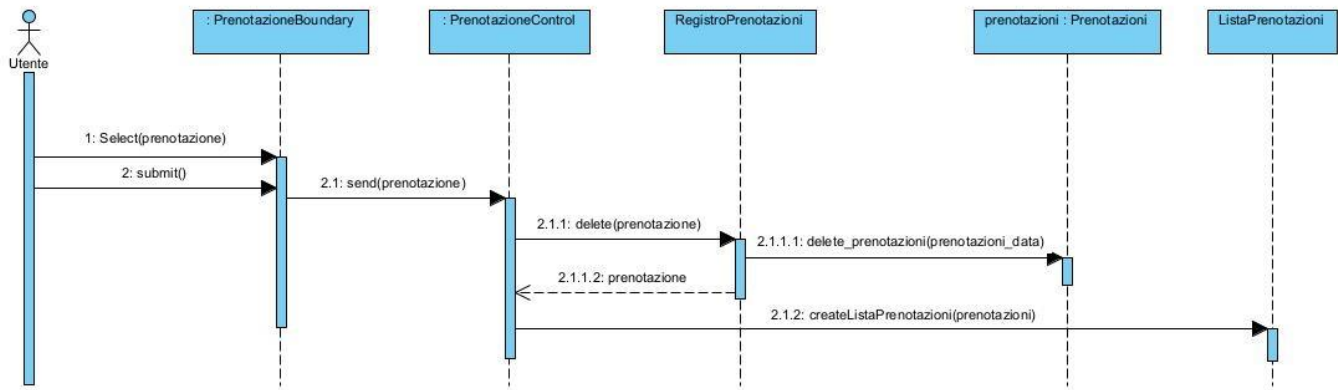 : PrenotazioneBoundary
: PrenotazioneControl
RegistroPrenotazioni
prenotazioni : Prenotazioni
ListaPrenotazioni
Utente
1: Select(prenotazione)
2: submit()
2.1: send(prenotazione)
2.1.1: delete(prenotazione)
2.1.1.1: delete_prenotazioni(prenotazioni_data)
2.1.1.2: prenotazione
2.1.2: createListaPrenotazioni(prenotazioni)